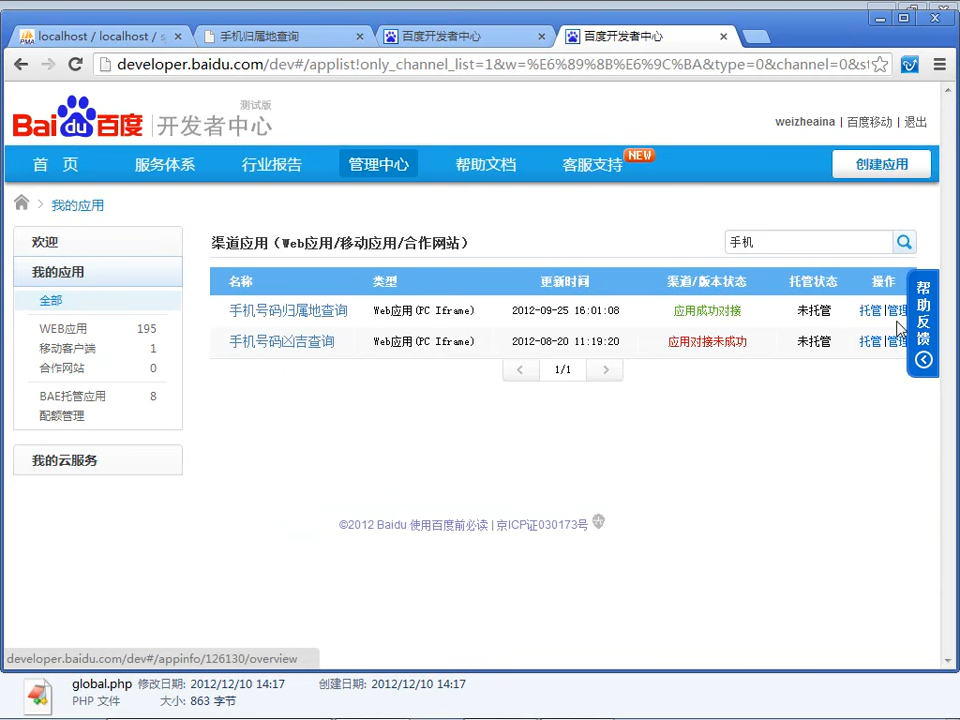 localhost / localhost / s
手机归属地查询
百度开发者中心
百度开发者中心
developer.baidu.com/dev#/applist!only_channel_list=1&w=%E6%89%8B%E6%9C%BA&type=0&channel=0&st
Bai du 百度 开发者中心 测试版
weizheaina | 百度移动 | 退出
首 页 服务体系 行业报告 管理中心 帮助文档 客服支持 NEW 创建应用
我的应用
欢迎
我的应用
全部
WEB应用 195
移动客户端 1
合作网站 0
BAE托管应用 8
配额管理
我的云服务
渠道应用（Web应用/移动应用/合作网站）
手机
名称 类型 更新时间 渠道/版本状态 托管状态 操作
手机号码归属地查询 Web应用(PC Iframe) 2012-09-25 16:01:08 应用成功对接 未托管 托管|管理
手机号码凶吉查询 Web应用(PC Iframe) 2012-08-20 11:19:20 应用对接未成功 未托管 托管|管理
1/1
帮助反馈
©2012 Baidu 使用百度前必读 | 京ICP证030173号
developer.baidu.com/dev#/appinfo/126130/overview
global.php 修改日期: 2012/12/10 14:17 创建日期: 2012/12/10 14:17
PHP 文件 大小: 863 字节